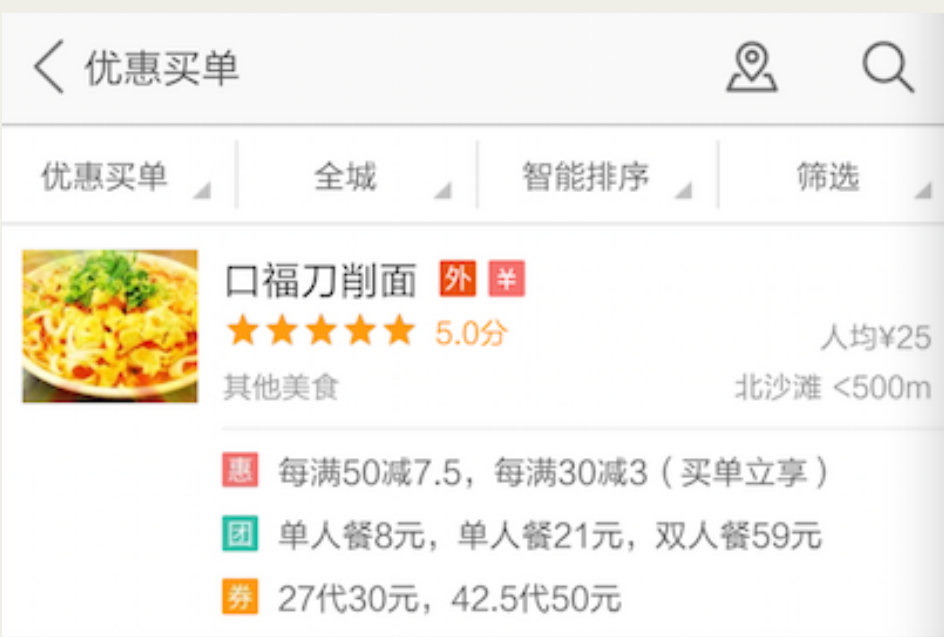 优惠买单
优惠买单 全城 智能排序 筛选
口福刀削面 外 ¥
5.0分 人均¥25
其他美食 北沙滩 <500m
惠 每满50减7.5，每满30减3（买单立享）
团 单人餐8元，单人餐21元，双人餐59元
券 27代30元，42.5代50元